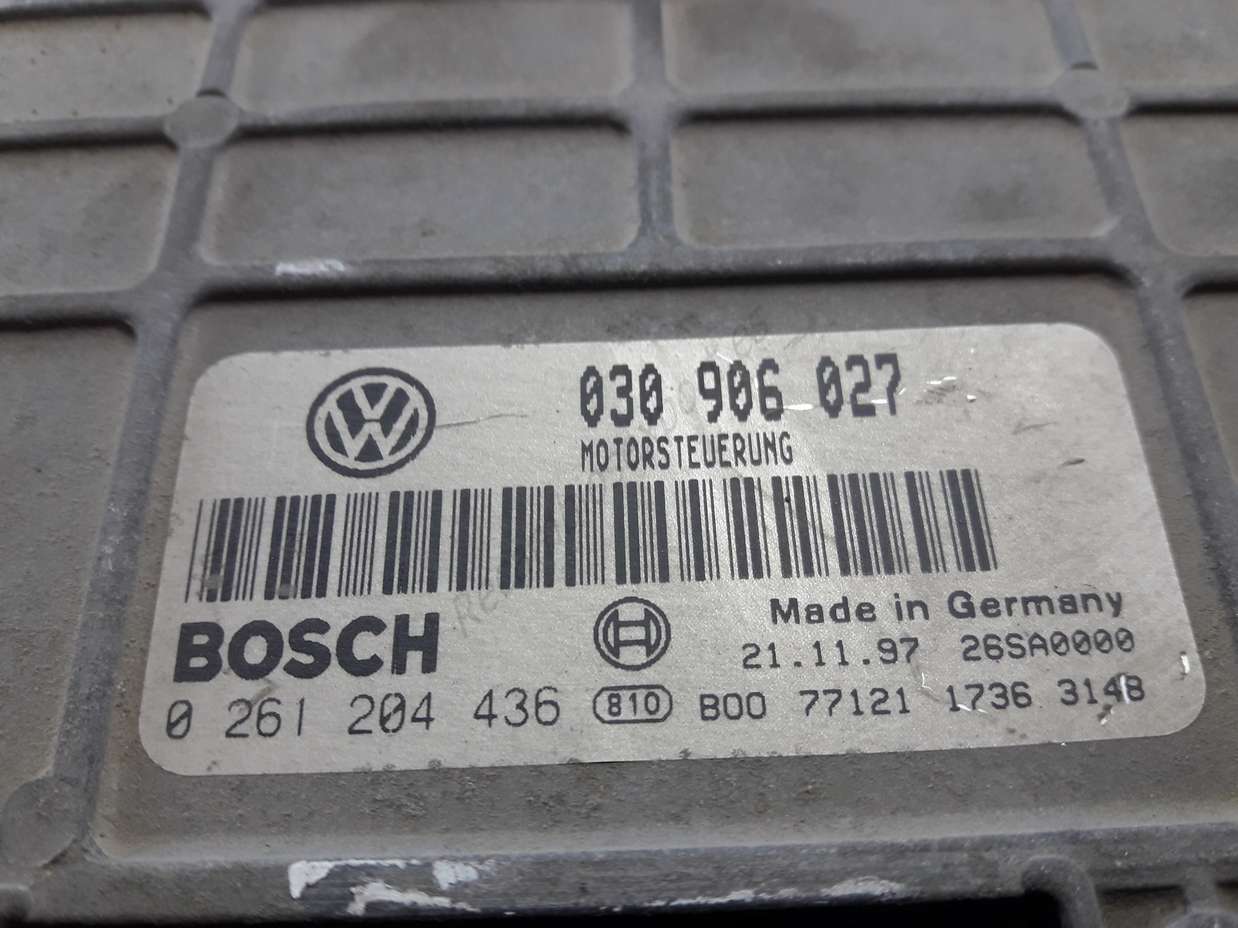 030 906 027
MOTORSTEUERUNG
BOSCH
Made in Germany
21.11.97 26SA0000
0 261 204 436 810 B00 77121 1736 3148